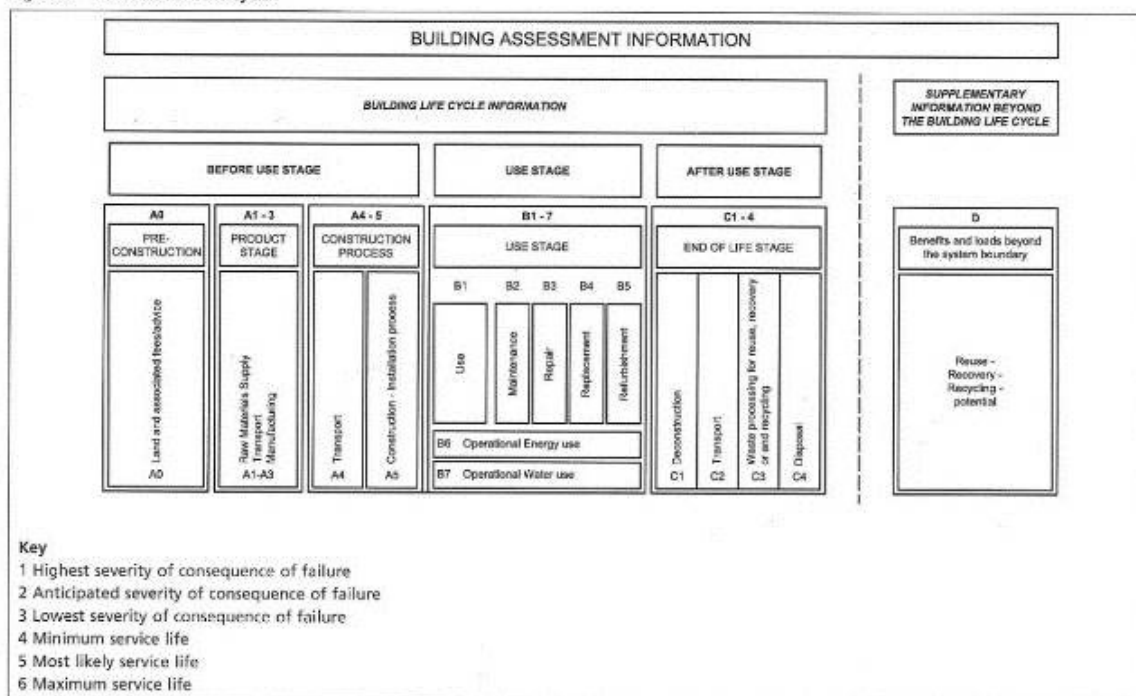 BUILDING ASSESSMENT INFORMATION
BUILDING LIFE CYCLE INFORMATION
SUPPLEMENTARY
INFORMATION BEYOND
THE BUILDING LIFE CYCLE
BEFORE USE STAGE
USE STAGE
AFTER USE STAGE
A0
PRE-
CONSTRUCTION
Land and associated fees/advice
A0
A1 - 3
PRODUCT
STAGE
Raw Materials Supply
Transport
Manufacturing
A1-A3
A4 - 5
CONSTRUCTION
PROCESS
Transport
A4
Construction - Installation process
A5
B1 - 7
USE STAGE
B1
Use
B2
Maintenance
B3
Repair
B4
Replacement
B5
Refurbishment
B6 Operational Energy use
B7 Operational Water use
C1 - 4
END OF LIFE STAGE
Deconstruction
C1
Transport
C2
Waste processing for reuse, recovery
or and recycling
C3
Disposal
C4
D
Benefits and loads beyond
the system boundary
Reuse -
Recovery -
Recycling -
potential
Key
1 Highest severity of consequence of failure
2 Anticipated severity of consequence of failure
3 Lowest severity of consequence of failure
4 Minimum service life
5 Most likely service life
6 Maximum service life